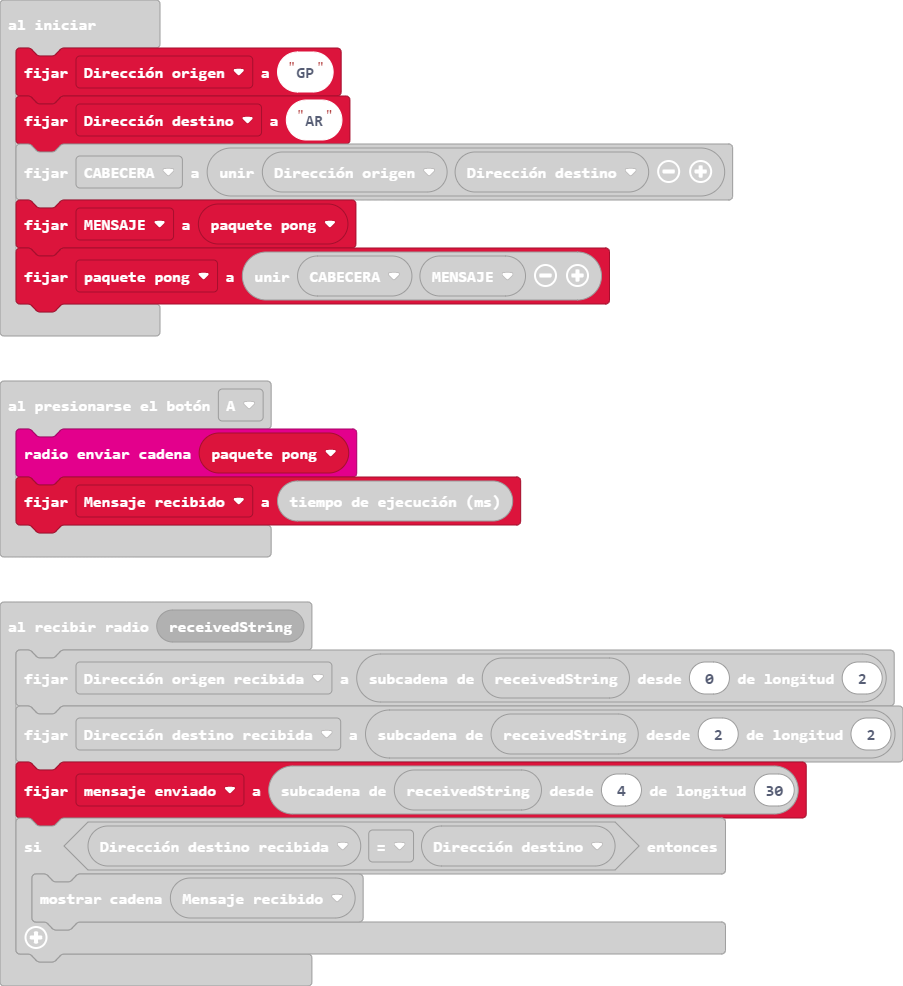 al iniciar
fijar Dirección origen a "GP"
fijar Dirección destino a "AR"
fijar CABECERA a unir Dirección origen Dirección destino
fijar MENSAJE a paquete pong
fijar paquete pong a unir CABECERA MENSAJE
al presionarse el botón A
radio enviar cadena paquete pong
fijar Mensaje recibido a tiempo de ejecución (ms)
al recibir radio receivedString
fijar Dirección origen recibida a subcadena de receivedString desde 0 de longitud 2
fijar Dirección destino recibida a subcadena de receivedString desde 2 de longitud 2
fijar mensaje enviado a subcadena de receivedString desde 4 de longitud 30
si Dirección destino recibida = Dirección destino entonces
mostrar cadena Mensaje recibido